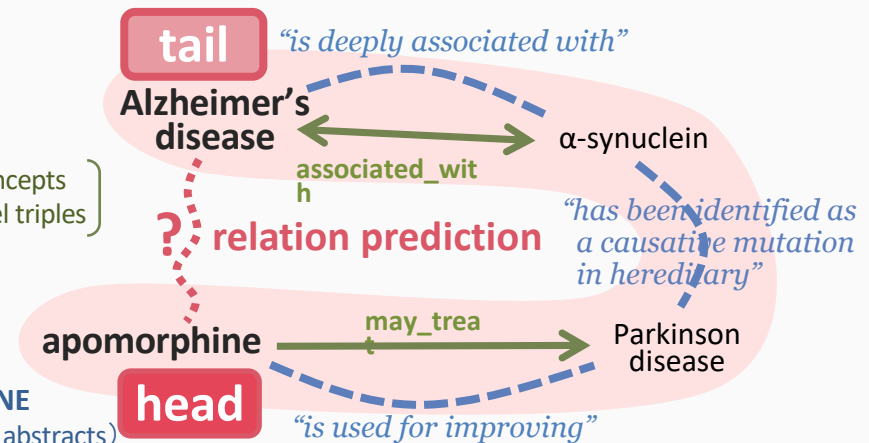 tail
“is deeply associated with”
Alzheimer’s
disease
α-synuclein
associated_wit
h
ncepts
el triples
“has been identified as
a causative mutation
in hereditary”
? relation prediction
may_trea
t
apomorphine
Parkinson
disease
head
NE
abstracts）
“is used for improving”